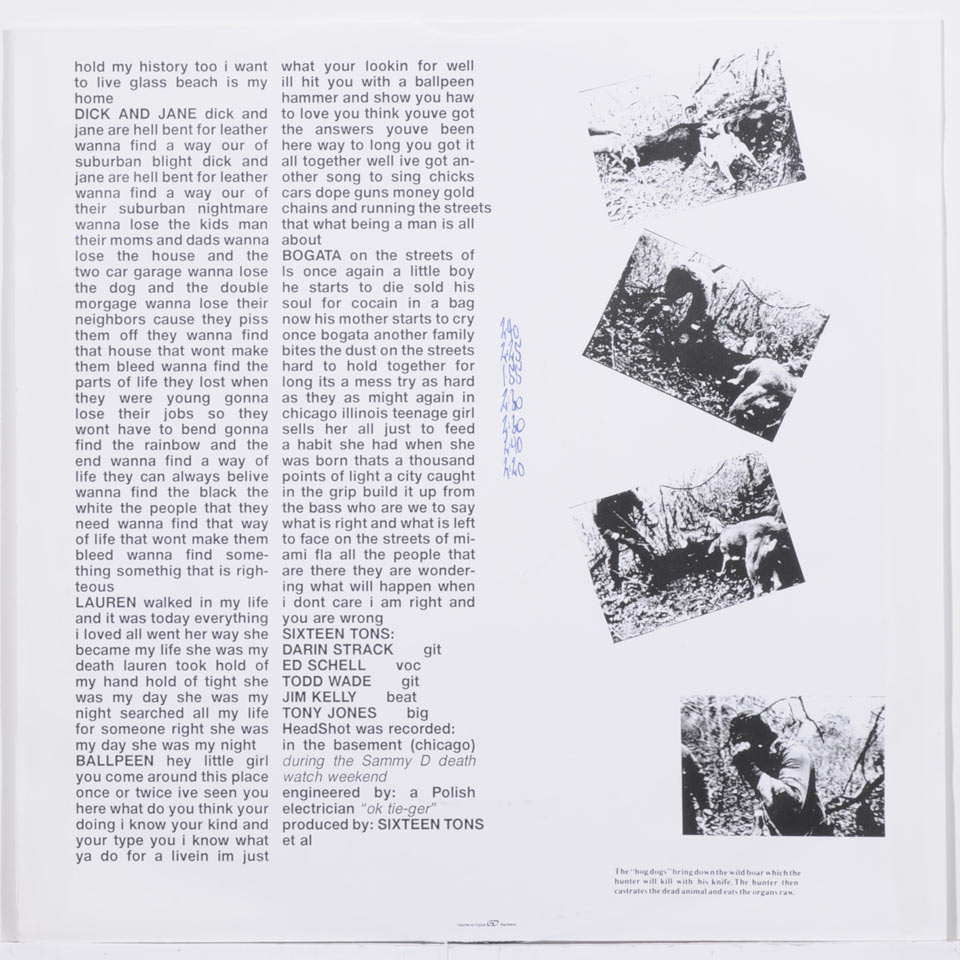 hold my history too i want
to live glass beach is my
home
DICK AND JANE dick and
jane are hell bent for leather
wanna find a way our of
suburban blight dick and
jane are hell bent for leather
wanna find a way our of
their suburban nightmare
wanna lose the kids man
their moms and dads wanna
lose the house and the
two car garage wanna lose
the dog and the double
morgage wanna lose their
neighbors cause they piss
them off they wanna find
that house that wont make
them bleed wanna find the
parts of life they lost when
they were young gonna
lose their jobs so they
wont have to bend gonna
find the rainbow and the
end wanna find a way of
life they can always belive
wanna find the black the
white the people that they
need wanna find that way
of life that wont make them
bleed wanna find some-
thing somethig that is righ-
teous
LAUREN walked in my life
and it was today everything
i loved all went her way she
became my life she was my
death lauren took hold of
my hand hold of tight she
was my day she was my
night searched all my life
for someone right she was
my day she was my night
BALLPEEN hey little girl
you come around this place
once or twice ive seen you
here what do you think your
doing i know your kind and
your type you i know what
ya do for a livein im just
what your lookin for well
ill hit you with a ballpeen
hammer and show you haw
to love you think youve got
the answers youve been
here way to long you got it
all together well ive got an-
other song to sing chicks
cars dope guns money gold
chains and running the streets
that what being a man is all
about
BOGATA on the streets of
ls once again a little boy
he starts to die sold his
soul for cocain in a bag
now his mother starts to cry
once bogata another family
bites the dust on the streets
hard to hold together for
long its a mess try as hard
as they as might again in
chicago illinois teenage girl
sells her all just to feed
a habit she had when she
was born thats a thousand
points of light a city caught
in the grip build it up from
the bass who are we to say
what is right and what is left
to face on the streets of mi-
ami fla all the people that
are there they are wonder-
ing what will happen when
i dont care i am right and
you are wrong
SIXTEEN TONS:
DARIN STRACK git
ED SCHELL voc
TODD WADE git
JIM KELLY beat
TONY JONES big
HeadShot was recorded:
in the basement (chicago)
during the Sammy D death
watch weekend
engineered by: a Polish
electrician "ok tie-ger"
produced by: SIXTEEN TONS
et al
2:40
2:25
1:55
2:30
2:30
2:40
2:20
The "hog dogs" bring down the wild boar which the
hunter will kill with his knife. The hunter then
castrates the dead animal and eats the organs raw.